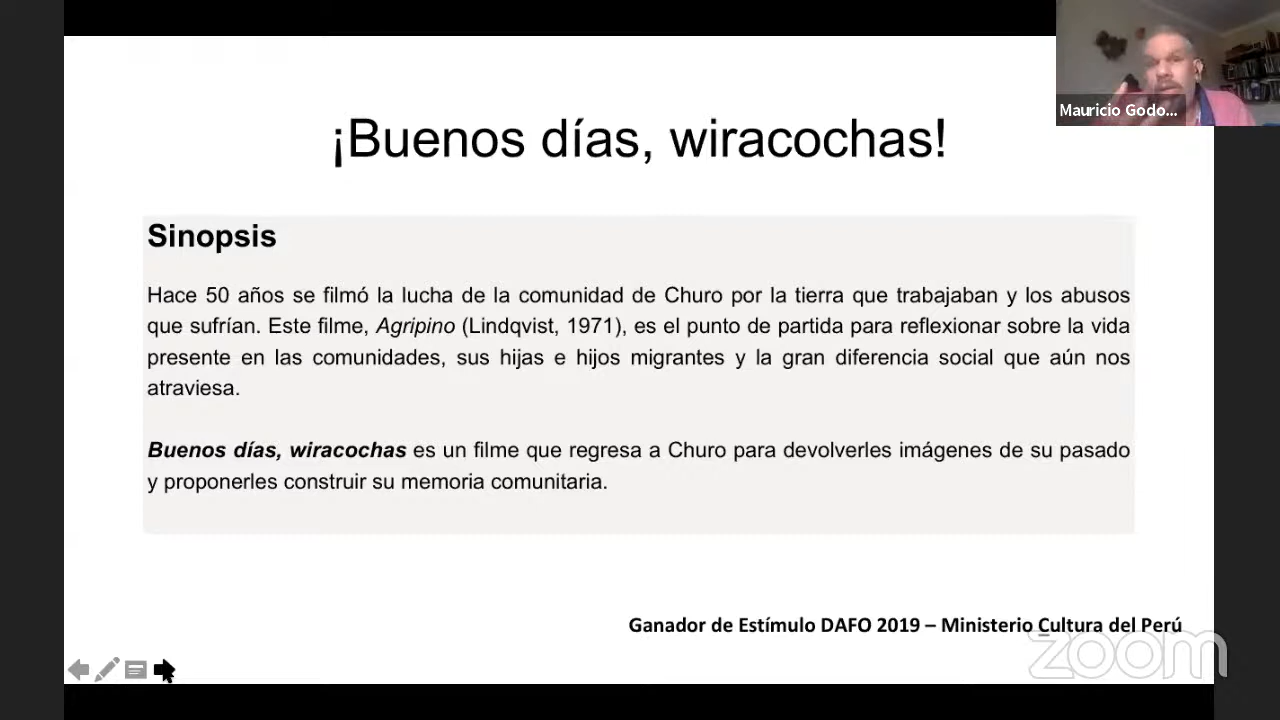 Mauricio Godo...
¡Buenos días, wiracochas!
Sinopsis
Hace 50 años se filmó la lucha de la comunidad de Churo por la tierra que trabajaban y los abusos
que sufrían. Este filme, Agripino (Lindqvist, 1971), es el punto de partida para reflexionar sobre la vida
presente en las comunidades, sus hijas e hijos migrantes y la gran diferencia social que aún nos
atraviesa.
Buenos días, wiracochas es un filme que regresa a Churo para devolverles imágenes de su pasado
y proponerles construir su memoria comunitaria.
Ganador de Estímulo DAFO 2019 – Ministerio Cultura del Perú
zoom